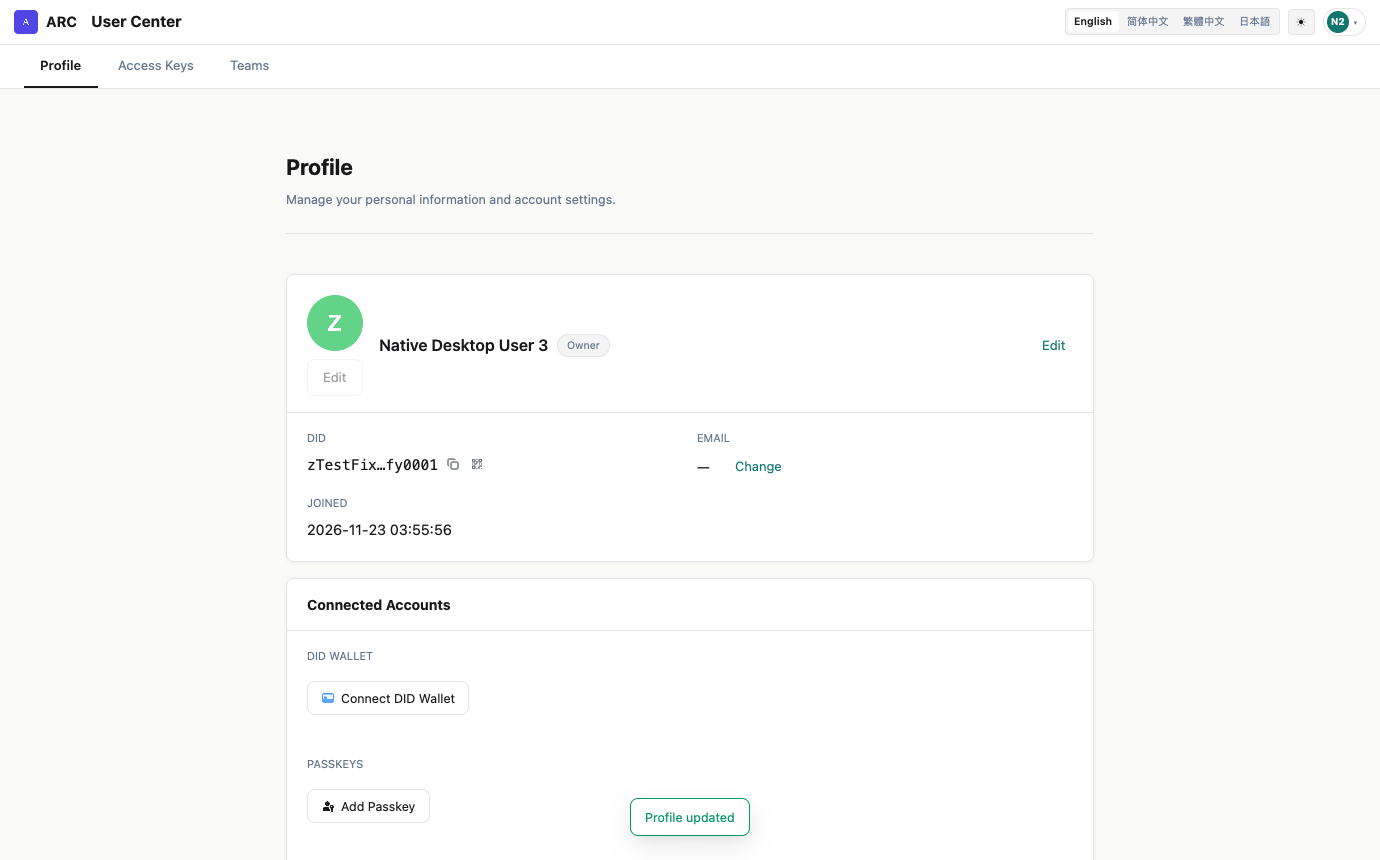 A ARC User Center English 简体中文 繁體中文 日本語 N2
Profile Access Keys Teams
Profile
Manage your personal information and account settings.
Z
Native Desktop User 3 Owner Edit
Edit
DID EMAIL
zTestFix…fy0001 — Change
JOINED
2026-11-23 03:55:56
Connected Accounts
DID WALLET
Connect DID Wallet
PASSKEYS
Add Passkey
Profile updated